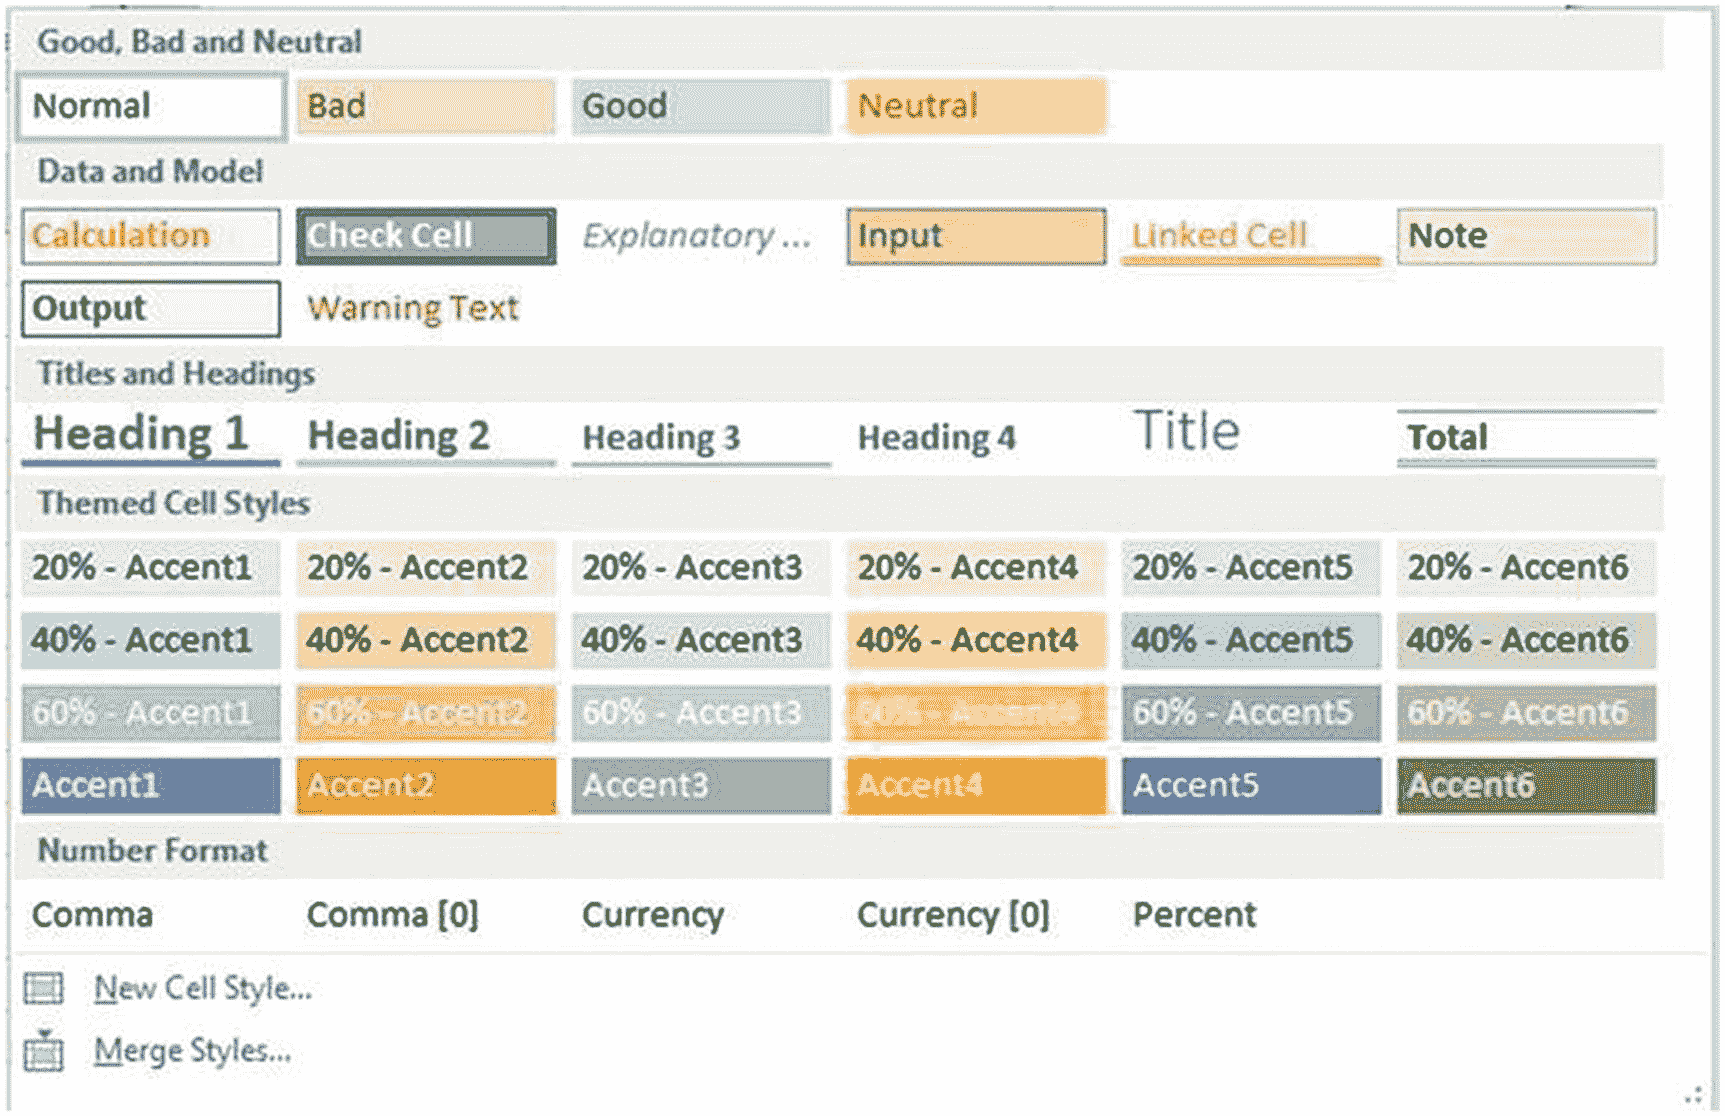 Good, Bad and Neutral
Normal Bad Good Neutral
Data and Model
Calculation Check Cell Explanatory ... Input Linked Cell Note
Output Warning Text
Titles and Headings
Heading 1 Heading 2 Heading 3 Heading 4 Title Total
Themed Cell Styles
20% - Accent1 20% - Accent2 20% - Accent3 20% - Accent4 20% - Accent5 20% - Accent6
40% - Accent1 40% - Accent2 40% - Accent3 40% - Accent4 40% - Accent5 40% - Accent6
60% - Accent1 60% - Accent2 60% - Accent3 60% - Accent4 60% - Accent5 60% - Accent6
Accent1 Accent2 Accent3 Accent4 Accent5 Accent6
Number Format
Comma Comma [0] Currency Currency [0] Percent
New Cell Style...
Merge Styles...